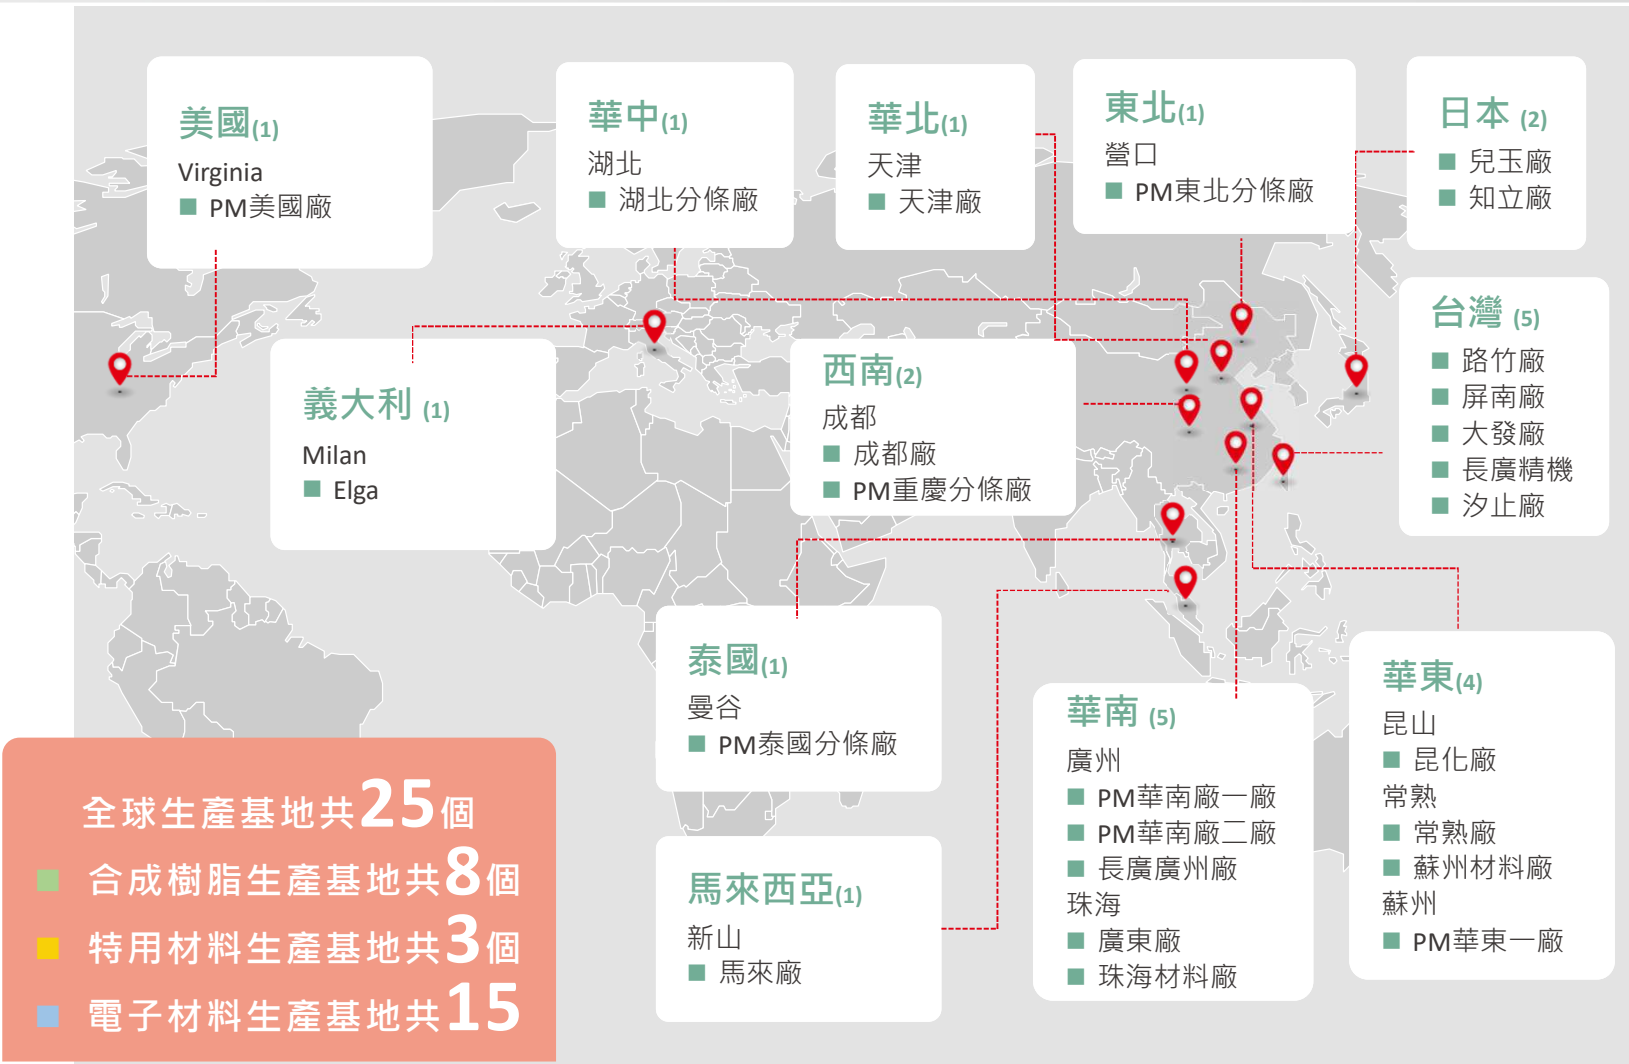 美國(1)
Virginia
PM美國廠
華中(1)
湖北
湖北分條廠
華北(1)
天津
天津廠
東北(1)
營口
PM東北分條廠
日本 (2)
兒玉廠
知立廠
義大利 (1)
Milan
Elga
西南(2)
成都
成都廠
PM重慶分條廠
台灣 (5)
路竹廠
屏南廠
大發廠
長廣精機
汐止廠
泰國(1)
曼谷
PM泰國分條廠
馬來西亞(1)
新山
馬來廠
華南 (5)
廣州
PM華南廠一廠
PM華南廠二廠
長廣廣州廠
珠海
廣東廠
珠海材料廠
華東(4)
昆山
昆化廠
常熟
常熟廠
蘇州材料廠
蘇州
PM華東一廠
全球生產基地共25個
合成樹脂生產基地共8個
特用材料生產基地共3個
電子材料生產基地共15